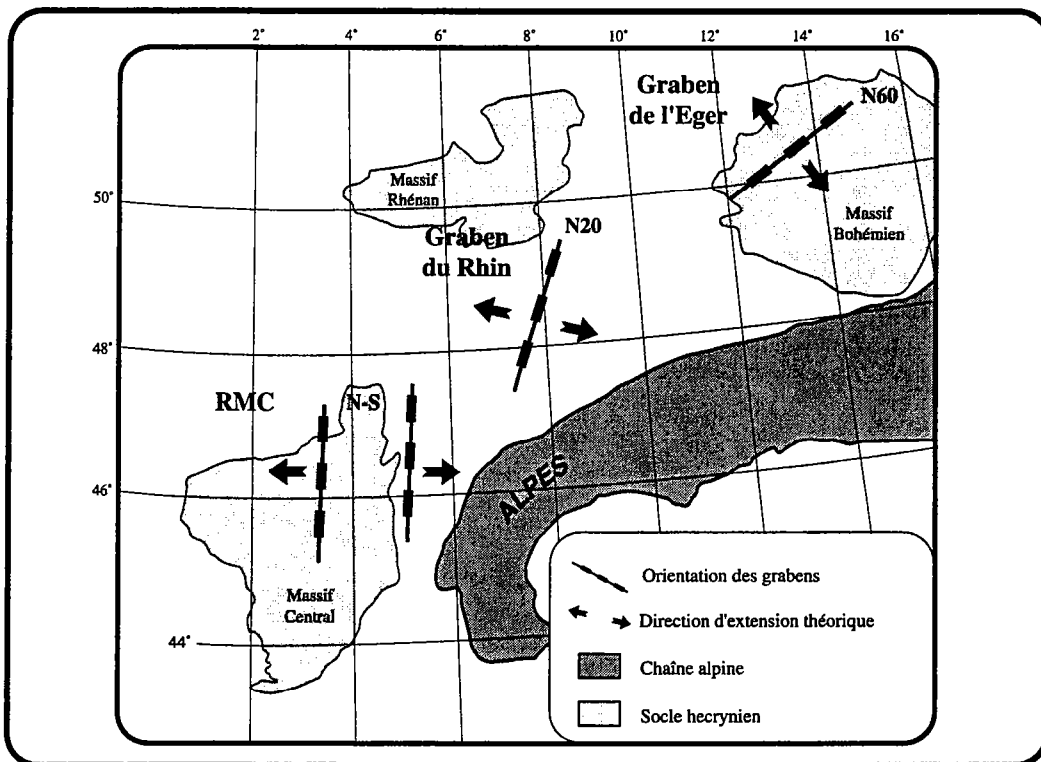 2° 4° 6° 8° 10° 12° 14° 16°
Graben
de l'Eger
N60
50°
Massif
Rhénan
Massif
Bohémien
Graben
du Rhin
N20
48°
RMC
N-S
46°
ALPES
Massif
Central
44°
Orientation des grabens
Direction d'extension théorique
Chaîne alpine
Socle hecrynien